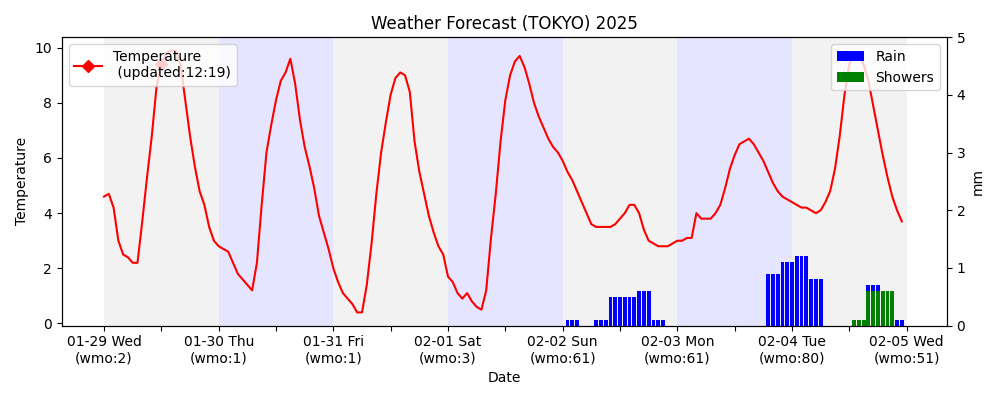 Weather Forecast (TOKYO) 2025
Temperature
(updated:12:19)
Rain
Showers
10
8
6
4
2
0
Temperature
5
4
3
2
1
0
mm
01-29 Wed
(wmo:2)
01-30 Thu
(wmo:1)
01-31 Fri
(wmo:1)
02-01 Sat
(wmo:3)
02-02 Sun
(wmo:61)
02-03 Mon
(wmo:61)
02-04 Tue
(wmo:80)
02-05 Wed
(wmo:51)
Date